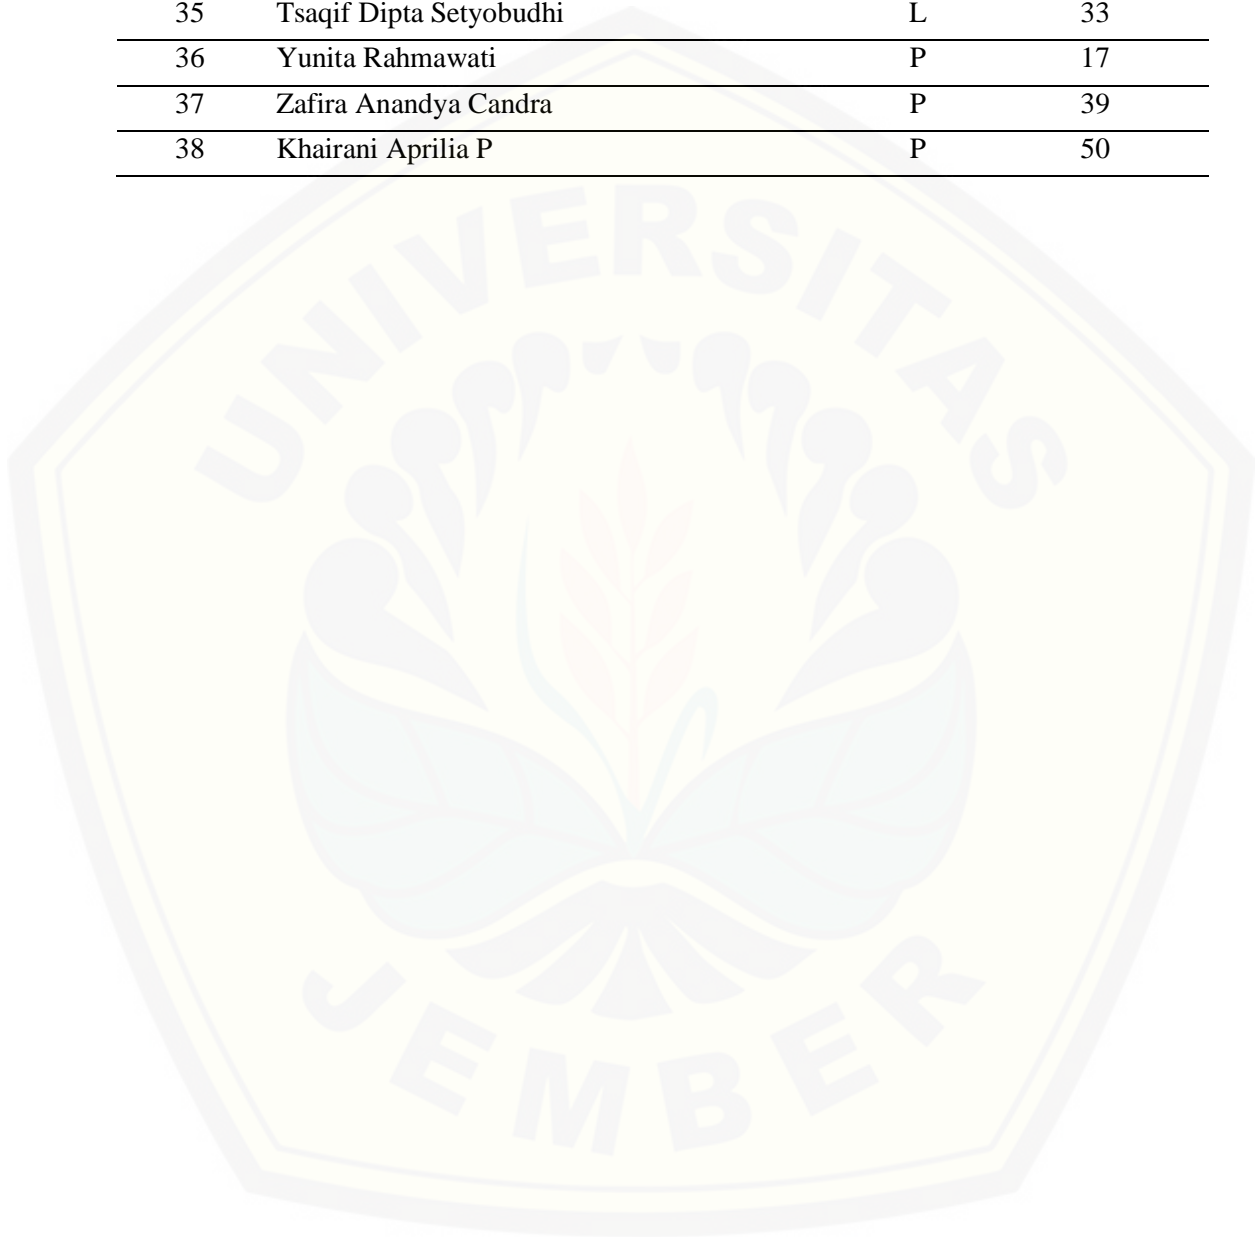 35 Tsaqif Dipta Setyobudhi L 33
36 Yunita Rahmawati P 17
37 Zafira Anandya Candra P 39
38 Khairani Aprilia P P 50
UNIVERSITAS
JEMBER